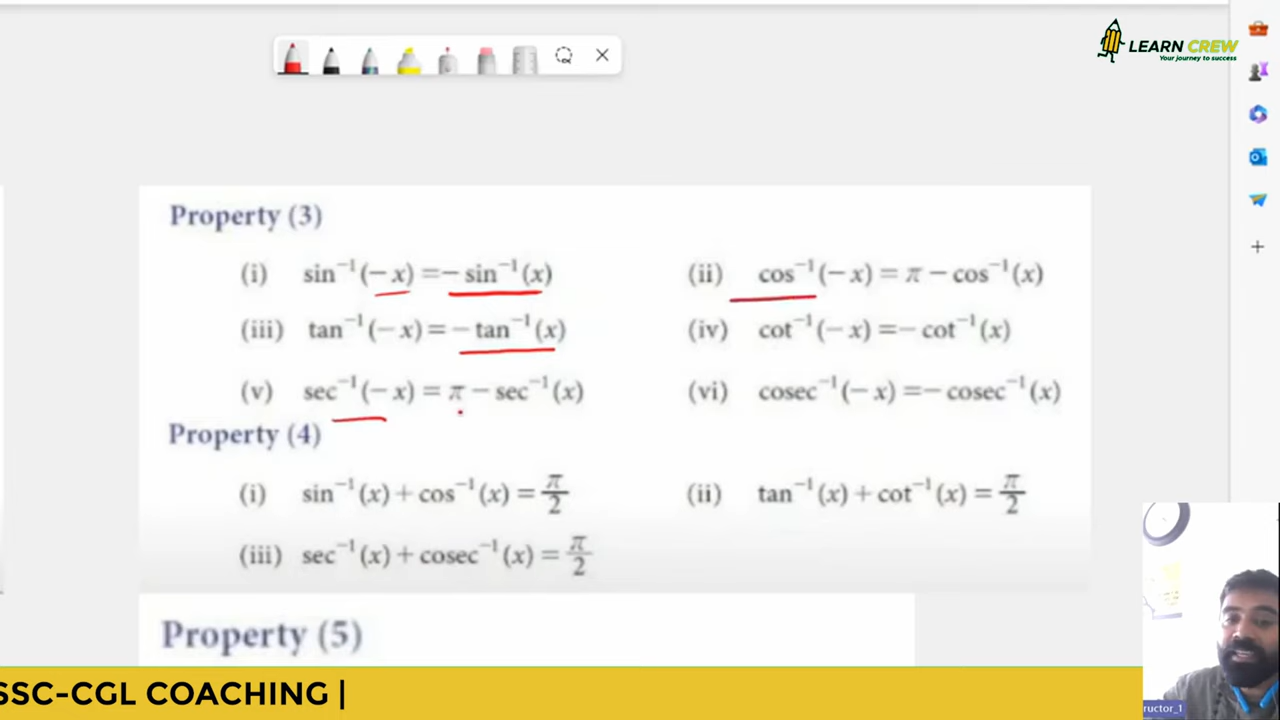 LEARN CREW
Your journey to success
Property (3)
(i) sin⁻¹(−x) =− sin⁻¹(x)
(ii) cos⁻¹(−x) = π − cos⁻¹(x)
(iii) tan⁻¹(−x) = − tan⁻¹(x)
(iv) cot⁻¹(−x) =− cot⁻¹(x)
(v) sec⁻¹(−x) = π − sec⁻¹(x)
(vi) cosec⁻¹(−x) =− cosec⁻¹(x)
Property (4)
(i) sin⁻¹(x) + cos⁻¹(x) = π/2
(ii) tan⁻¹(x) + cot⁻¹(x) = π/2
(iii) sec⁻¹(x) + cosec⁻¹(x) = π/2
Property (5)
SSC-CGL COACHING |
ructor_1